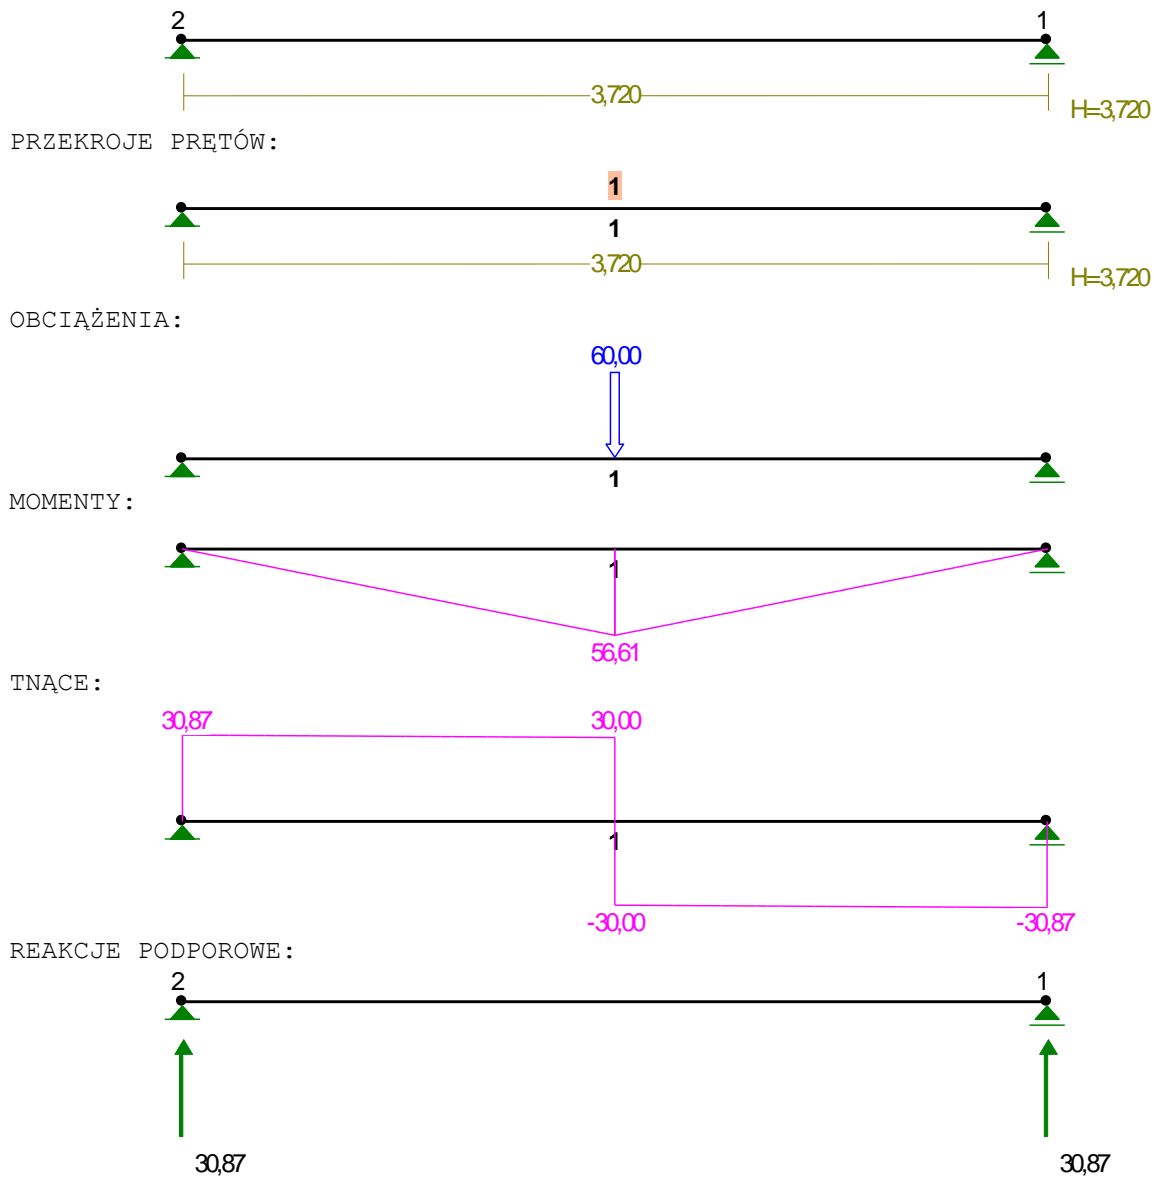 2 1
3,720
H=3,720
PRZEKROJE PRĘTÓW:
1
1
3,720
H=3,720
OBCIĄŻENIA:
60,00
1
MOMENTY:
1
56,61
TNĄCE:
30,87 30,00
1
-30,00 -30,87
REAKCJE PODPOROWE:
2 1
30,87 30,87